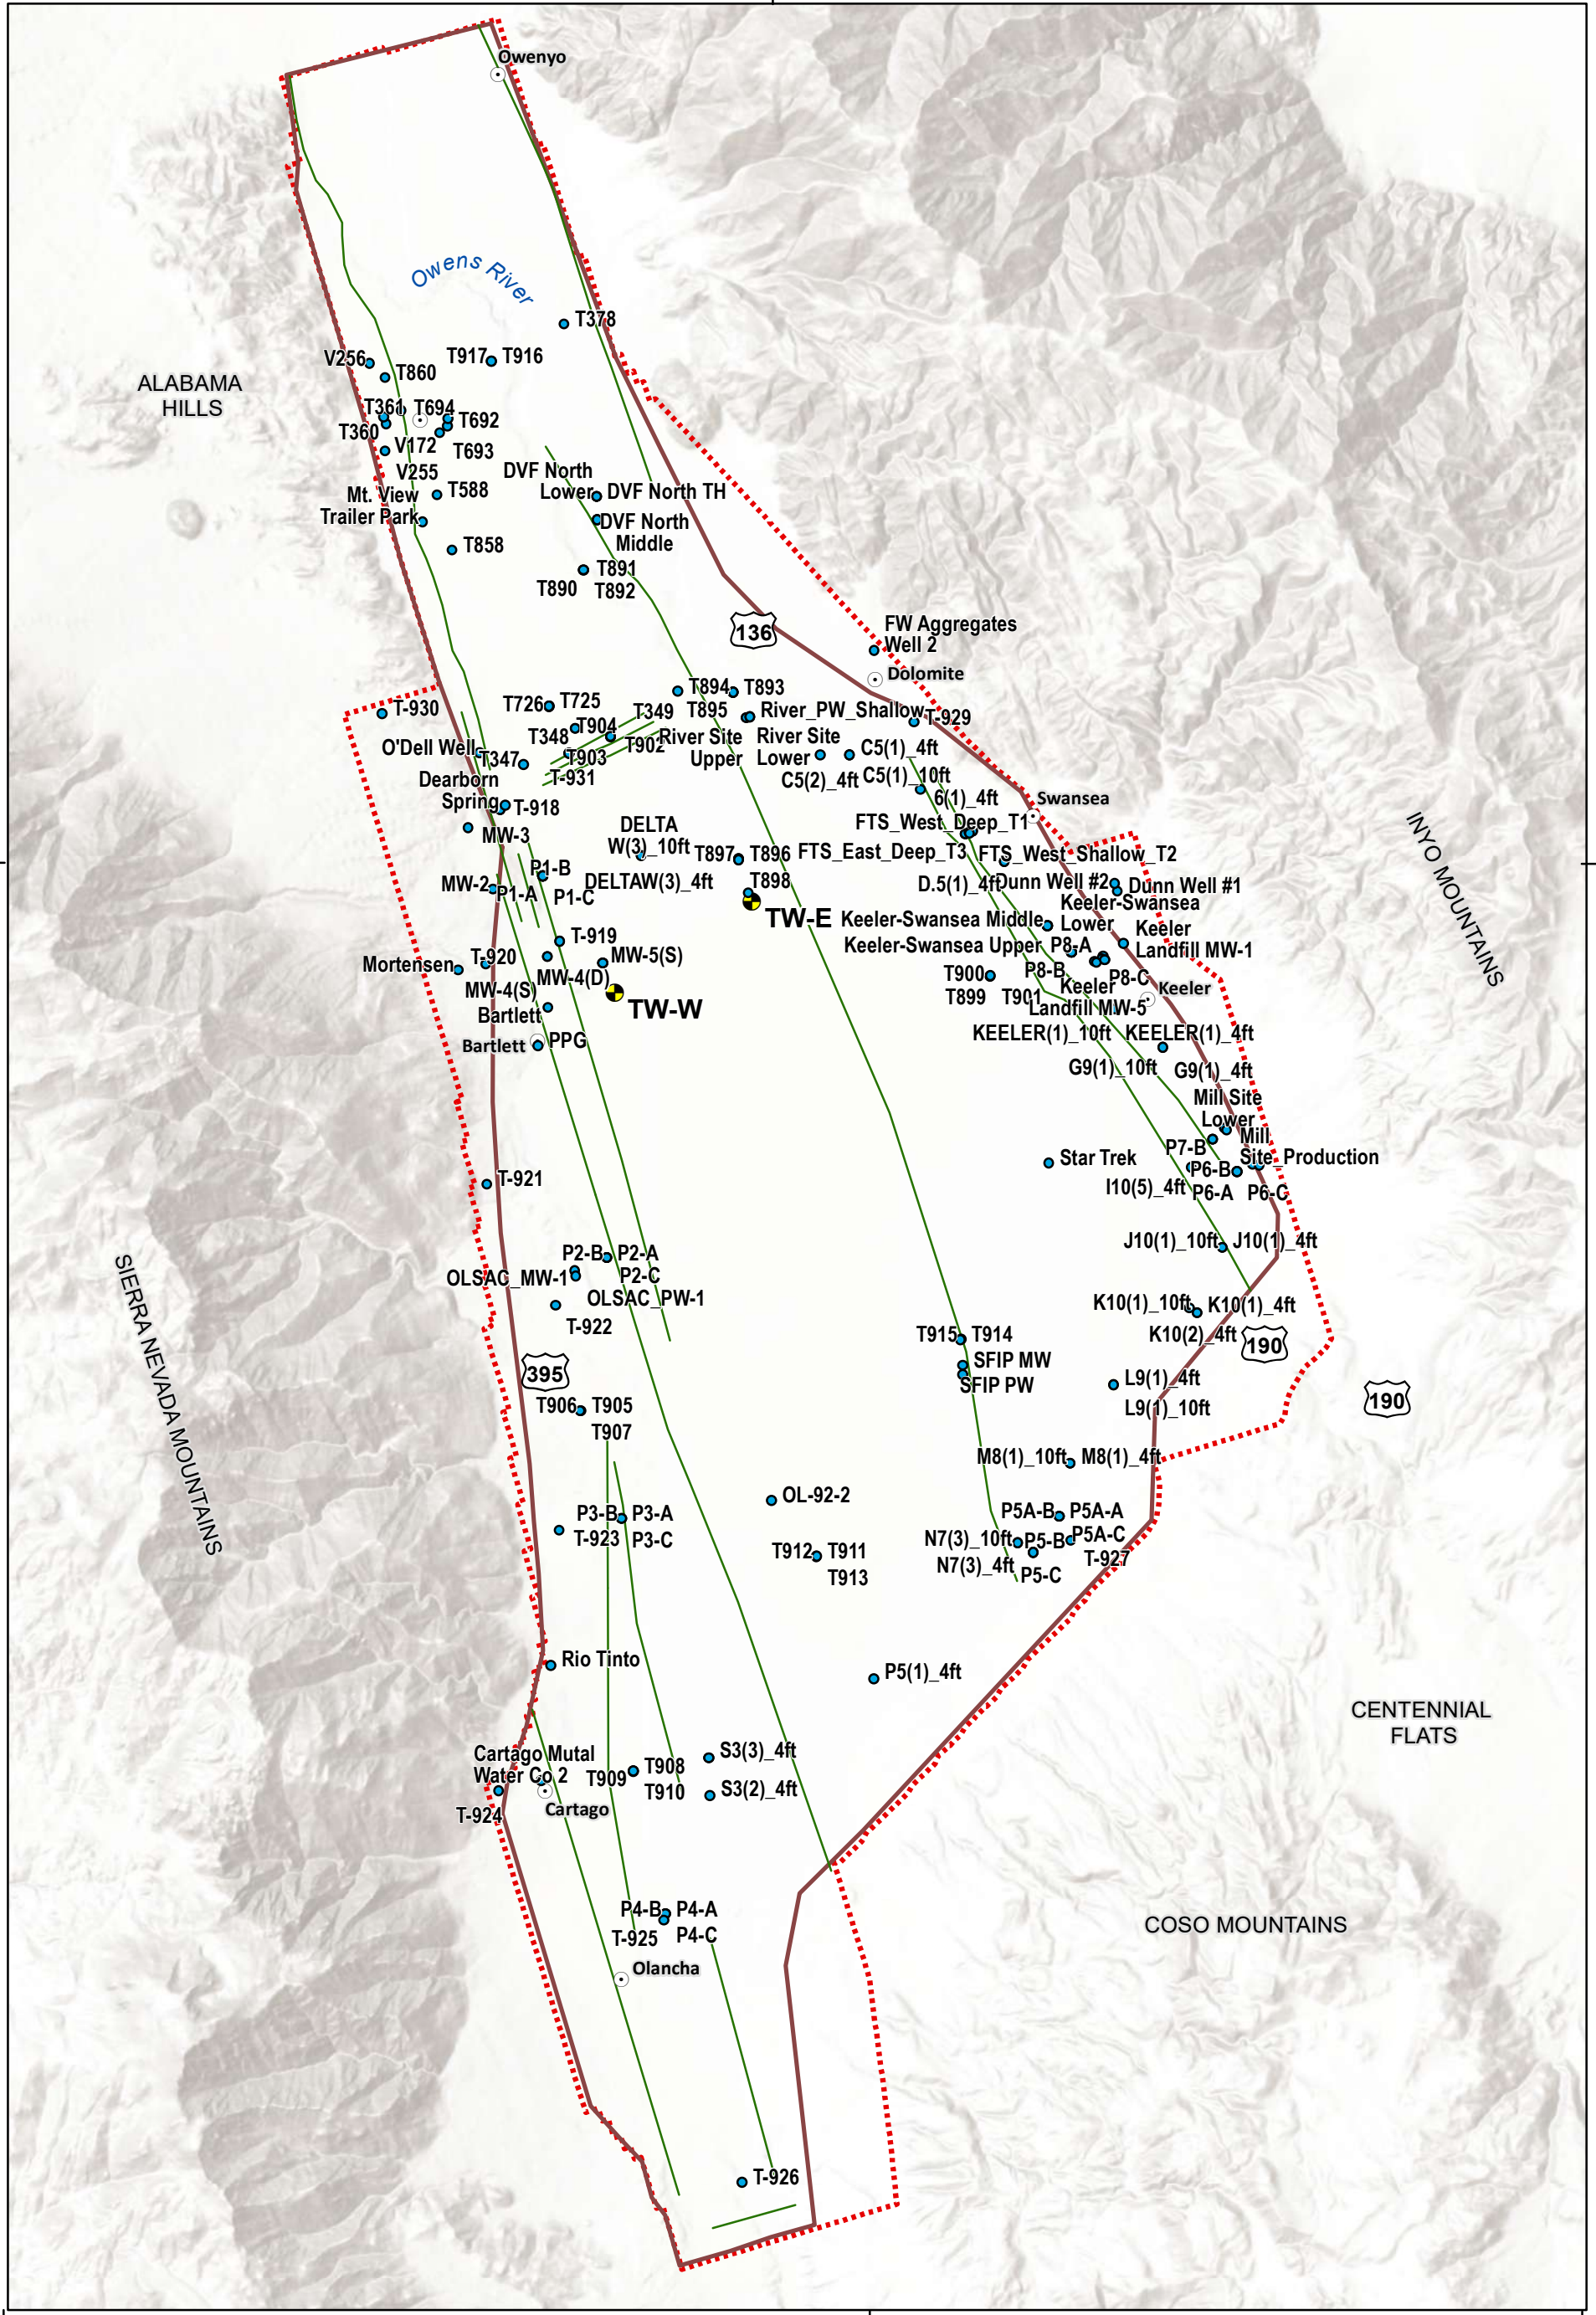 Owenyo
Owens River
T378
V256
T917
T916
T860
ALABAMA
HILLS
T361
T694
T692
T360
V172
T693
V255
DVF North
Lower
DVF North TH
T588
Mt. View
Trailer Park
DVF North
Middle
T858
T891
T890
T892
136
FW Aggregates
Well 2
Dolomite
T894
T893
T726
T725
T349
T895
River_PW_Shallow
T-929
T-930
T348
T904
T902
River Site
Upper
River Site
Lower
C5(1)_4ft
O'Dell Well
T347
T903
T-931
C5(2)_4ft
C5(1)_10ft
Dearborn
Spring
T-918
6(1)_4ft
Swansea
MW-3
DELTA
W(3)_10ft
FTS_West_Deep_T1
T897
T896
FTS_East_Deep_T3
FTS_West_Shallow_T2
P1-B
MW-2
P1-A
P1-C
DELTAW(3)_4ft
T898
D.5(1)_4ft
Dunn Well #2
Dunn Well #1
TW-E
Keeler-Swansea Middle
Keeler-Swansea
Lower
Keeler
Landfill MW-1
T-919
Keeler-Swansea Upper
P8-A
T-920
MW-5(S)
Mortensen
MW-4(D)
T900
P8-B
P8-C
MW-4(S)
T899
T901
Keeler
Landfill MW-5
Keeler
TW-W
Bartlett
Bartlett
PPG
KEELER(1)_10ft
KEELER(1)_4ft
G9(1)_10ft
G9(1)_4ft
INYO MOUNTAINS
Mill Site
Lower
Mill
Site_Production
P7-B
Star Trek
P6-B
T-921
I10(5)_4ft
P6-A
P6-C
J10(1)_10ft
J10(1)_4ft
P2-B
P2-A
OLSAC_MW-1
P2-C
OLSAC_PW-1
K10(1)_10ft
K10(1)_4ft
T-922
K10(2)_4ft
190
T915
T914
SFIP MW
SFIP PW
L9(1)_4ft
L9(1)_10ft
190
395
SIERRA NEVADA MOUNTAINS
T906
T905
T907
M8(1)_10ft
M8(1)_4ft
OL-92-2
P3-B
P3-A
P5A-B
P5A-A
T-923
P3-C
N7(3)_10ft
P5-B
P5A-C
T912
T911
N7(3)_4ft
P5-C
T-927
T913
Rio Tinto
P5(1)_4ft
CENTENNIAL
FLATS
Cartago Mutal
Water Co 2
T909
T908
S3(3)_4ft
T910
S3(2)_4ft
T-924
Cartago
P4-B
P4-A
T-925
P4-C
COSO MOUNTAINS
Olancha
T-926